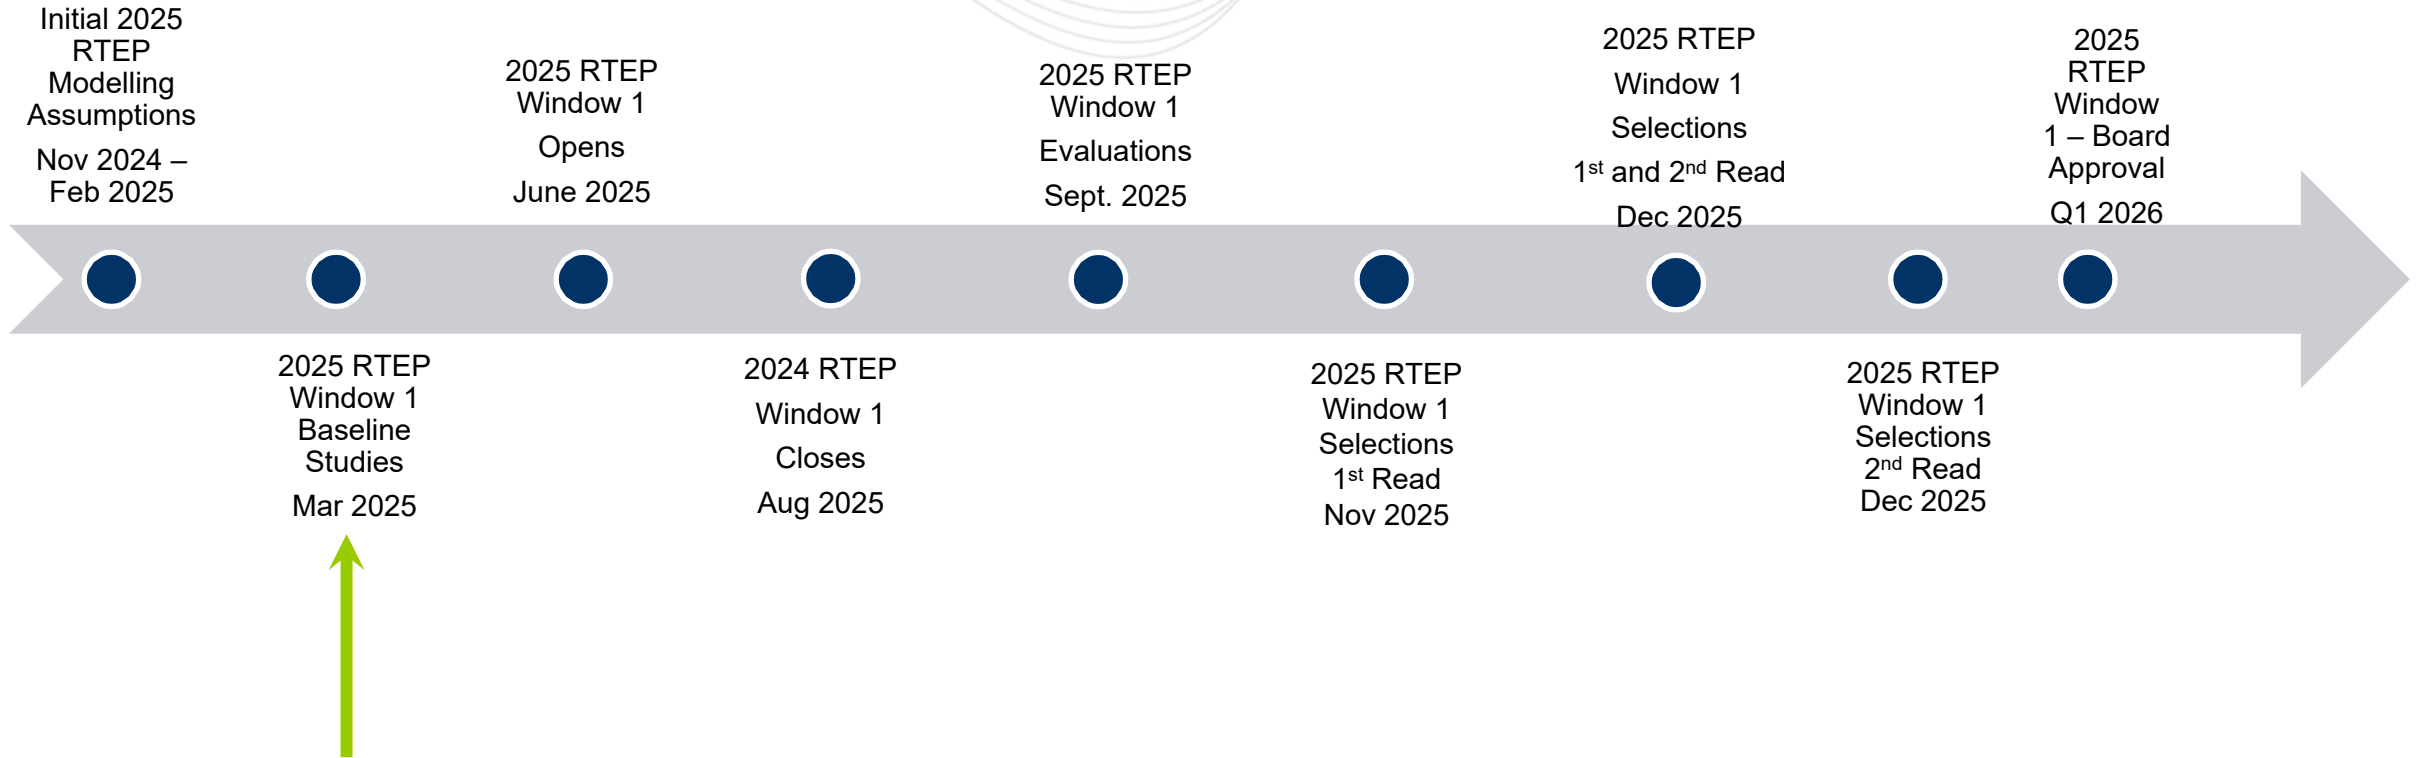 Initial 2025
RTEP
Modelling
Assumptions
Nov 2024 –
Feb 2025
2025 RTEP
Window 1
Baseline
Studies
Mar 2025
2025 RTEP
Window 1
Opens
June 2025
2024 RTEP
Window 1
Closes
Aug 2025
2025 RTEP
Window 1
Evaluations
Sept. 2025
2025 RTEP
Window 1
Selections
1st Read
Nov 2025
2025 RTEP
Window 1
Selections
1st and 2nd Read
Dec 2025
2025 RTEP
Window 1
Selections
2nd Read
Dec 2025
2025
RTEP
Window
1 – Board
Approval
Q1 2026